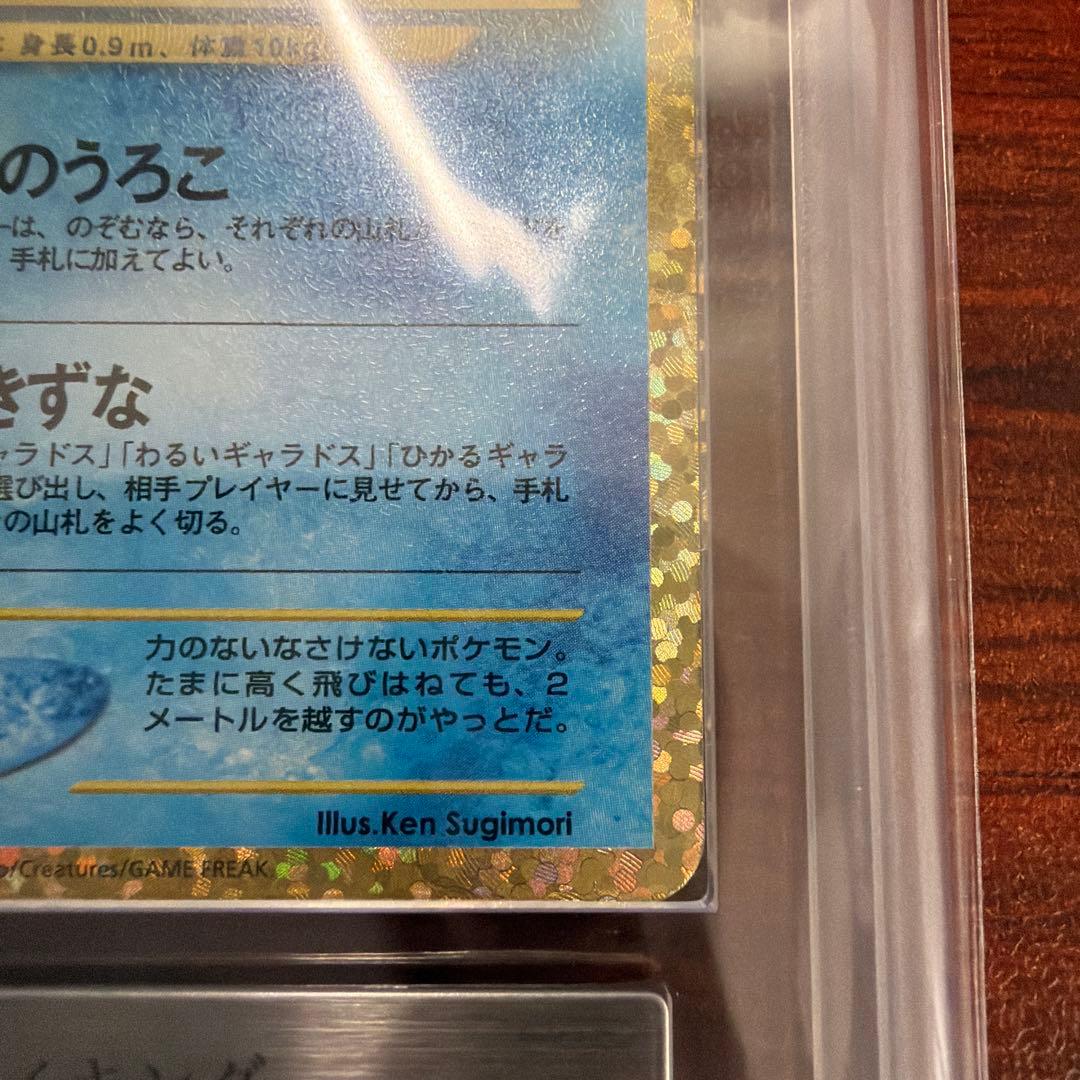 身長0.9m、体重10kg
のうろこ
ーは、のぞむなら、それぞれの山札
手札に加えてよい。
きずな
ャラドス」「わるいギャラドス」「ひかるギャラ
選び出し、相手プレイヤーに見せてから、手札
の山札をよく切る。
力のないなさけないポケモン。
たまに高く飛びはねても、2
メートルを越すのがやっとだ。
Illus.Ken Sugimori
/Creatures/GAME FREAK
キング